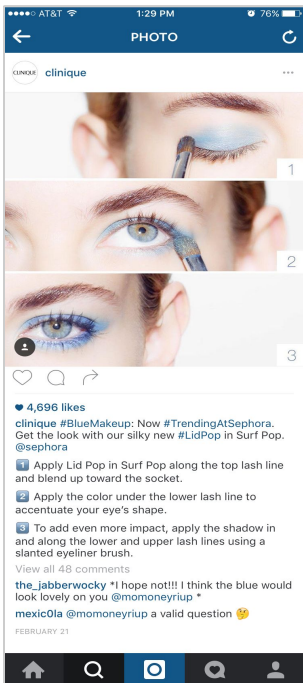 AT&T 1:29 PM 76%
PHOTO
CLINIQUE clinique
1
2
3
4,696 likes
clinique #BlueMakeup: Now #TrendingAtSephora.
Get the look with our silky new #LidPop in Surf Pop.
@sephora
1 Apply Lid Pop in Surf Pop along the top lash line
and blend up toward the socket.
2 Apply the color under the lower lash line to
accentuate your eye's shape.
3 To add even more impact, apply the shadow in
and along the lower and upper lash lines using a
slanted eyeliner brush.
View all 48 comments
the_jabberwocky *I hope not!!! I think the blue would
look lovely on you @momoneyriup *
mexic0la @momoneyriup a valid question 🤔
FEBRUARY 21